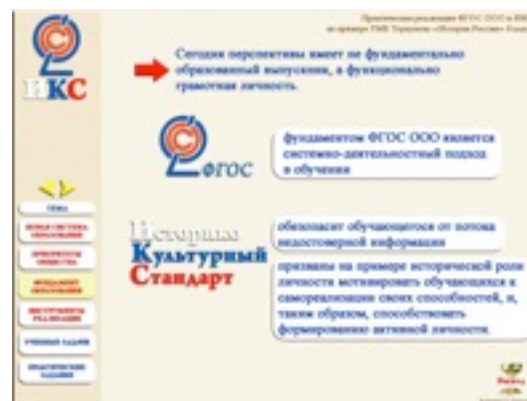 Практическая реализация ФГОС ООО и ИКС
на примере УМК Торкунова «История России»
ИКС
Сегодня перспективы имеет не фундаментально
образованный выпускник, а функционально
грамотная личность.
ФГОС
фундаментом ФГОС ООО является
системно-деятельностный подход
в обучении
Историко
Культурный
Стандарт
обезопасит обучающегося от потока
недостоверной информации
призваны на примере исторической роли
личности мотивировать обучающихся к
самореализации своих способностей, и,
таким образом, способствовать
формированию активной личности.
ТЕМА
НОВАЯ СИСТЕМА
ОБРАЗОВАНИЯ
ПРИОРИТЕТЫ
ОБЩЕСТВА
ФУНДАМЕНТ
ОБРАЗОВАНИЯ
ИНСТРУМЕНТЫ
РЕАЛИЗАЦИИ
УЧЕБНЫЕ ЗАДАЧИ
ПРАКТИЧЕСКИЕ
ЗАДАНИЯ
Выход